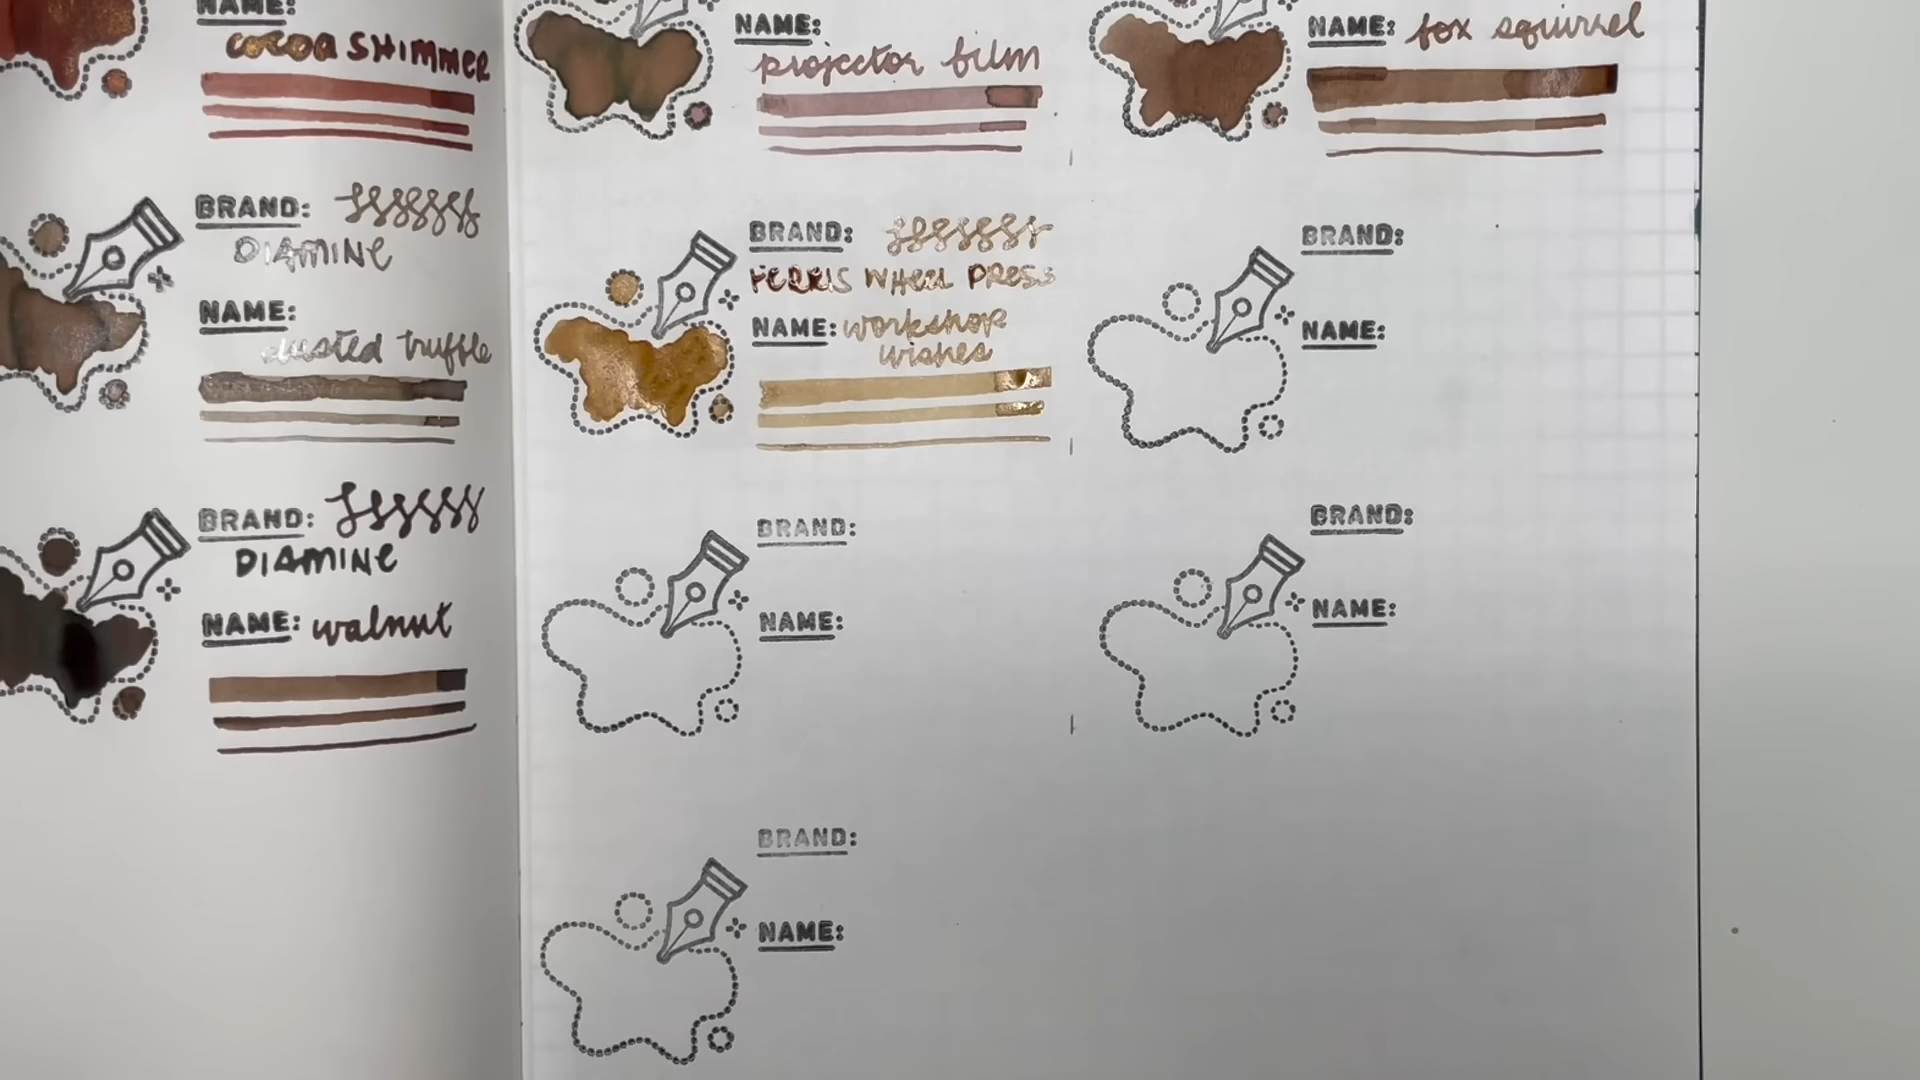 NAME:
cocoa SHIMMER
BRAND:
DIAMINE
NAME:
dusted truffle
BRAND:
DIAMINE
NAME: walnut
NAME:
projector film
BRAND:
FERRIS WHEEL PRESS
NAME: workshop
wishes
BRAND:
NAME:
BRAND:
NAME:
NAME: fox squirrel
BRAND:
NAME:
BRAND:
NAME: